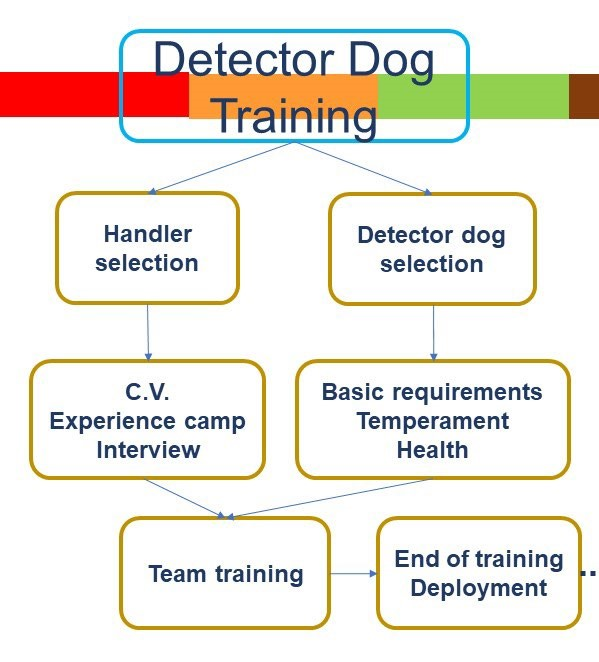 Detector Dog
Training
Handler
selection
Detector dog
selection
C.V.
Experience camp
Interview
Basic requirements
Temperament
Health
Team training
End of training
Deployment
..